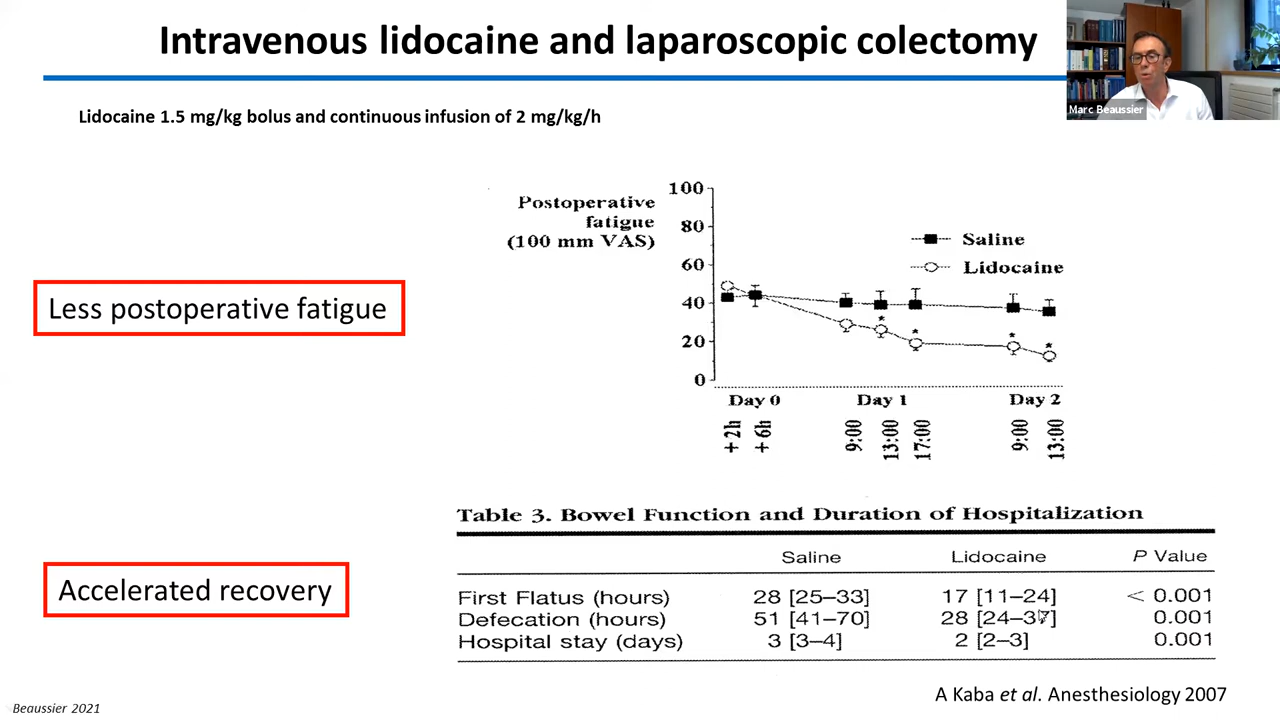 Intravenous lidocaine and laparoscopic colectomy
Marc Beaussier
Lidocaine 1.5 mg/kg bolus and continuous infusion of 2 mg/kg/h
Postoperative
fatigue
(100 mm VAS)
100
80
60
40
20
0
Saline
Lidocaine
* * * *
Day 0 Day 1 Day 2
+ 2h + 6h 9:00 13:00 17:00 9:00 13:00
Less postoperative fatigue
Table 3. Bowel Function and Duration of Hospitalization
Saline Lidocaine P Value
First Flatus (hours) 28 [25–33] 17 [11–24] < 0.001
Defecation (hours) 51 [41–70] 28 [24–37] 0.001
Hospital stay (days) 3 [3–4] 2 [2–3] 0.001
Accelerated recovery
A Kaba et al. Anesthesiology 2007
Beaussier 2021